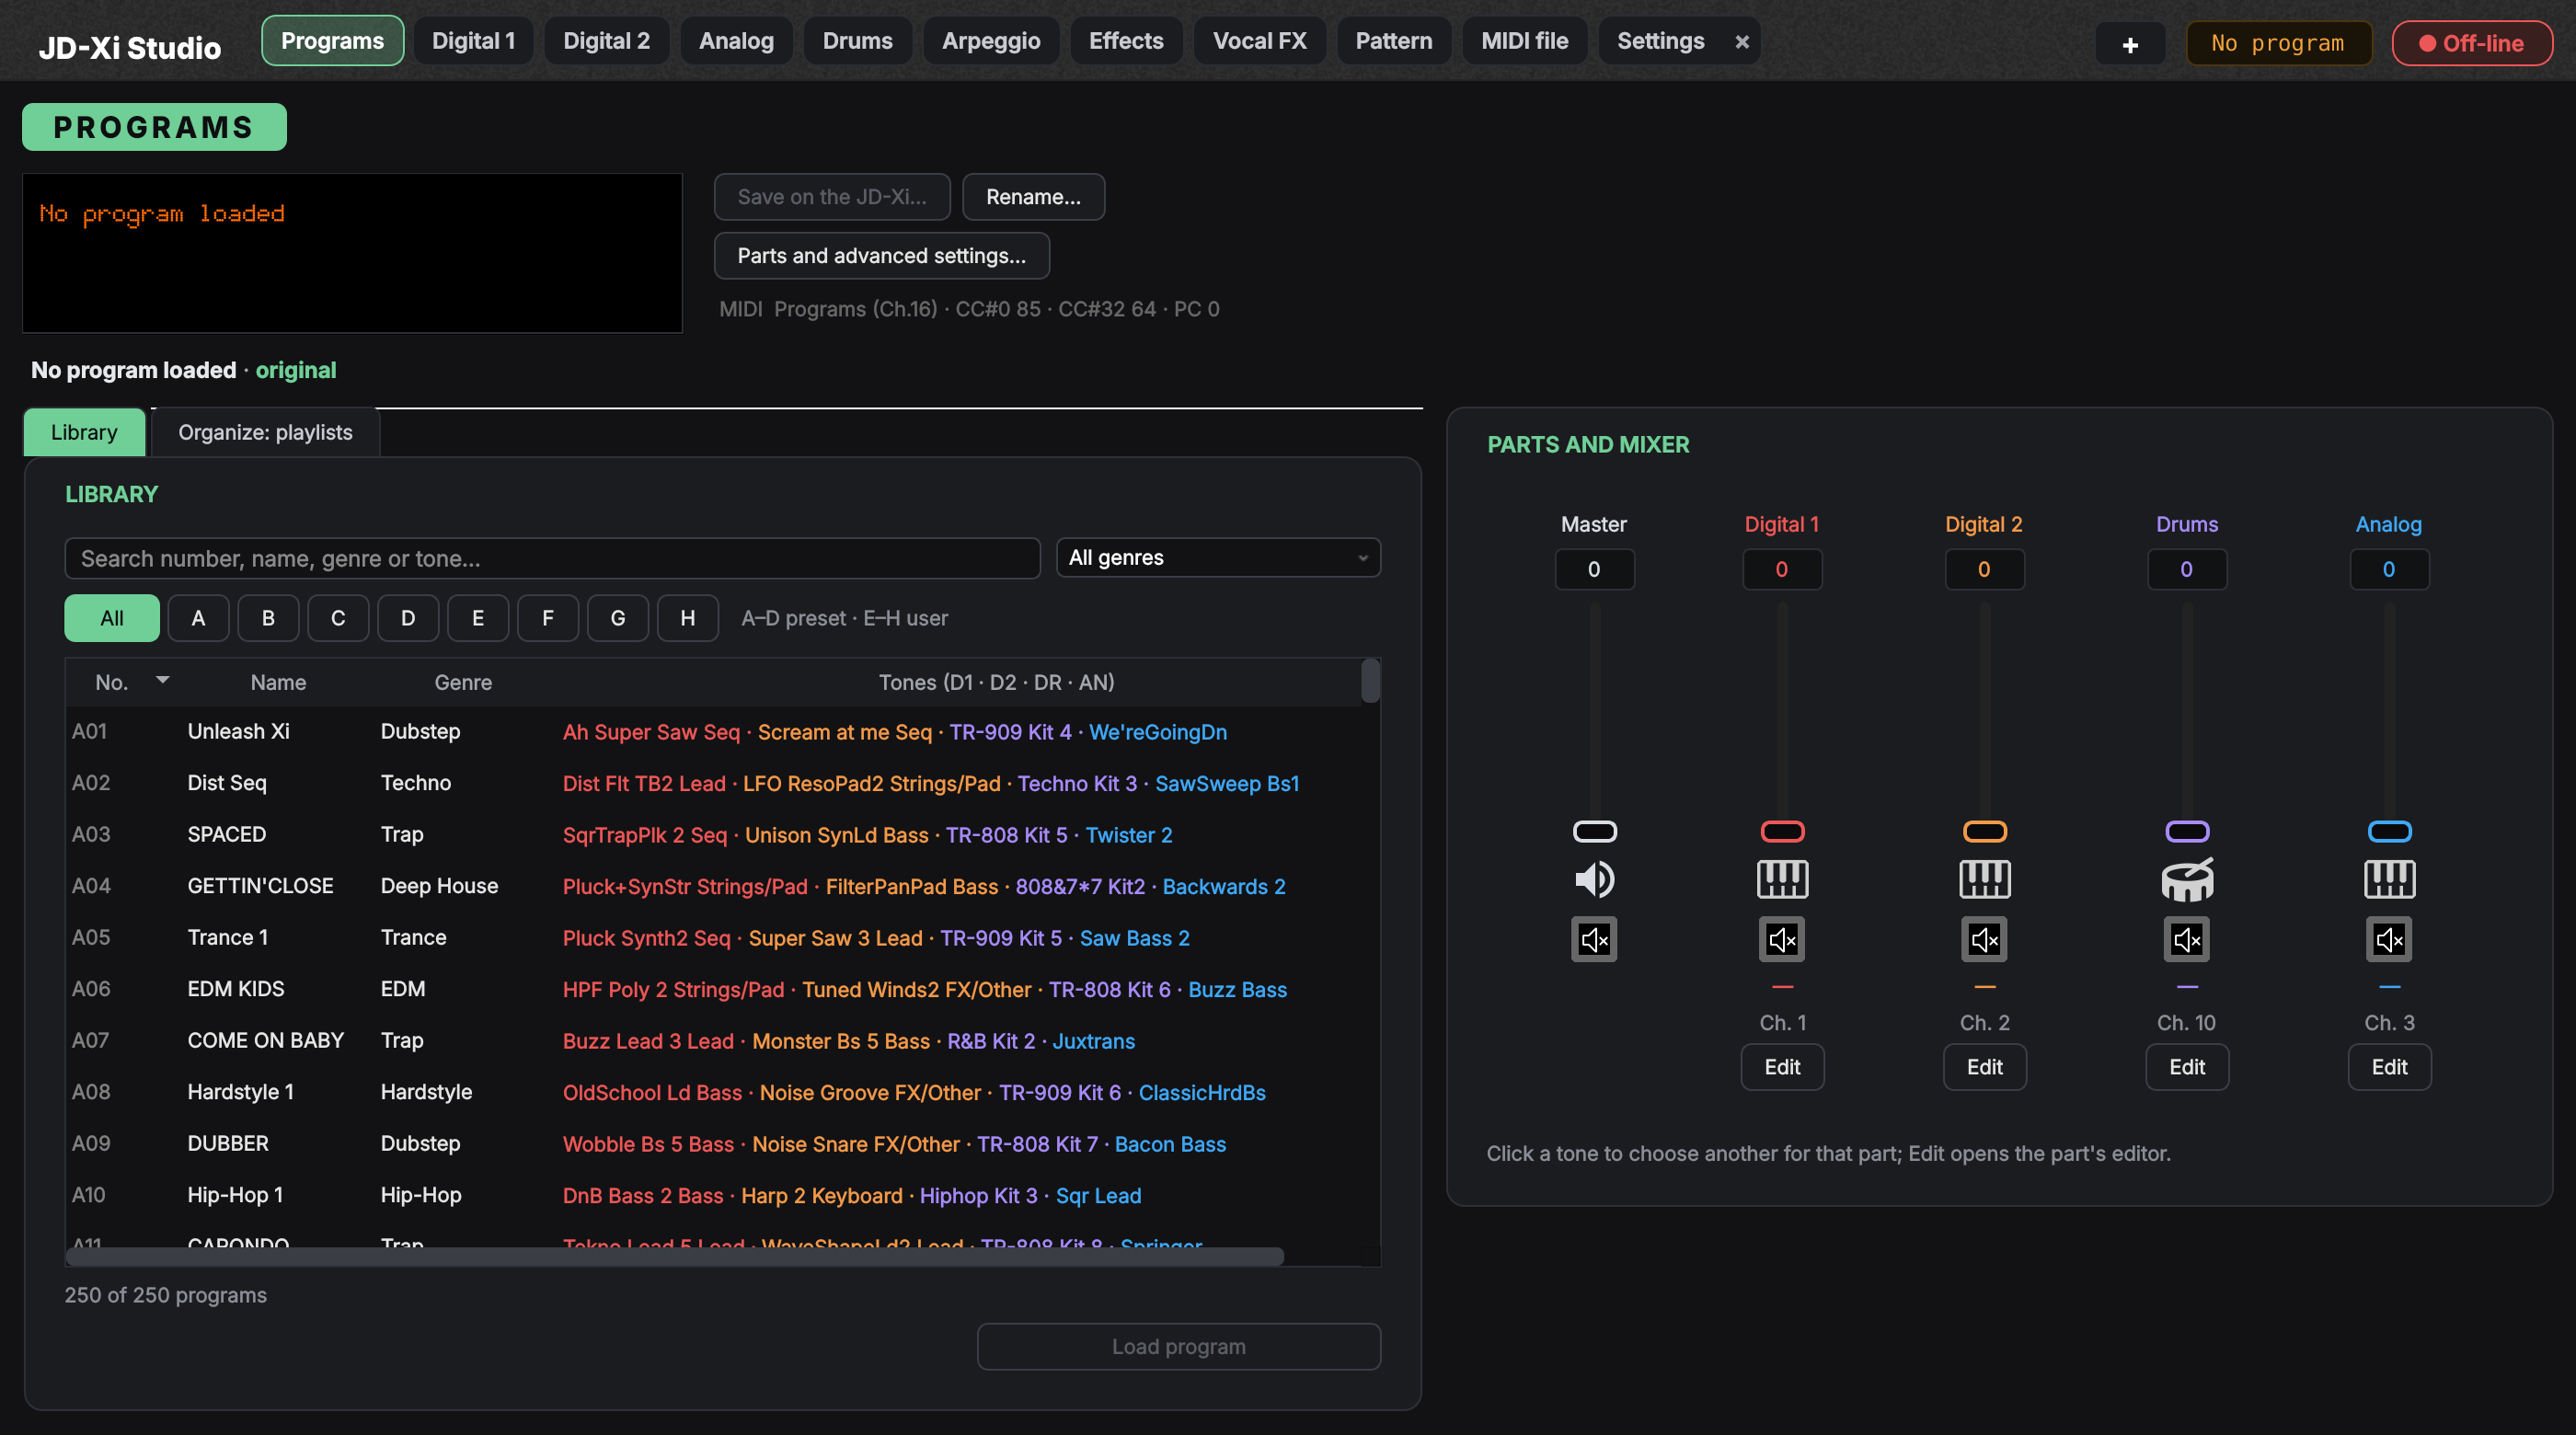 JD-Xi Studio
Programs
Digital 1
Digital 2
Analog
Drums
Arpeggio
Effects
Vocal FX
Pattern
MIDI file
Settings ×
+
No program
Off-line
PROGRAMS
No program loaded
Save on the JD-Xi...
Rename...
Parts and advanced settings...
MIDI Programs (Ch.16) · CC#0 85 · CC#32 64 · PC 0
No program loaded · original
Library
Organize: playlists
LIBRARY
Search number, name, genre or tone...
All genres
All A B C D E F G H A–D preset · E–H user
No. Name Genre Tones (D1 · D2 · DR · AN)
A01 Unleash Xi Dubstep Ah Super Saw Seq · Scream at me Seq · TR-909 Kit 4 · We'reGoingDn
A02 Dist Seq Techno Dist Flt TB2 Lead · LFO ResoPad2 Strings/Pad · Techno Kit 3 · SawSweep Bs1
A03 SPACED Trap SqrTrapPlk 2 Seq · Unison SynLd Bass · TR-808 Kit 5 · Twister 2
A04 GETTIN'CLOSE Deep House Pluck+SynStr Strings/Pad · FilterPanPad Bass · 808&7*7 Kit2 · Backwards 2
A05 Trance 1 Trance Pluck Synth2 Seq · Super Saw 3 Lead · TR-909 Kit 5 · Saw Bass 2
A06 EDM KIDS EDM HPF Poly 2 Strings/Pad · Tuned Winds2 FX/Other · TR-808 Kit 6 · Buzz Bass
A07 COME ON BABY Trap Buzz Lead 3 Lead · Monster Bs 5 Bass · R&B Kit 2 · Juxtrans
A08 Hardstyle 1 Hardstyle OldSchool Ld Bass · Noise Groove FX/Other · TR-909 Kit 6 · ClassicHrdBs
A09 DUBBER Dubstep Wobble Bs 5 Bass · Noise Snare FX/Other · TR-808 Kit 7 · Bacon Bass
A10 Hip-Hop 1 Hip-Hop DnB Bass 2 Bass · Harp 2 Keyboard · Hiphop Kit 3 · Sqr Lead
A11 CAPONDO Trap Tekno Lead 5 Lead · WaveShapeLd2 Lead · TR-808 Kit 8 · Springer
250 of 250 programs
Load program
PARTS AND MIXER
Master Digital 1 Digital 2 Drums Analog
0 0 0 0 0
— — — —
Ch. 1 Ch. 2 Ch. 10 Ch. 3
Edit Edit Edit Edit
Click a tone to choose another for that part; Edit opens the part's editor.